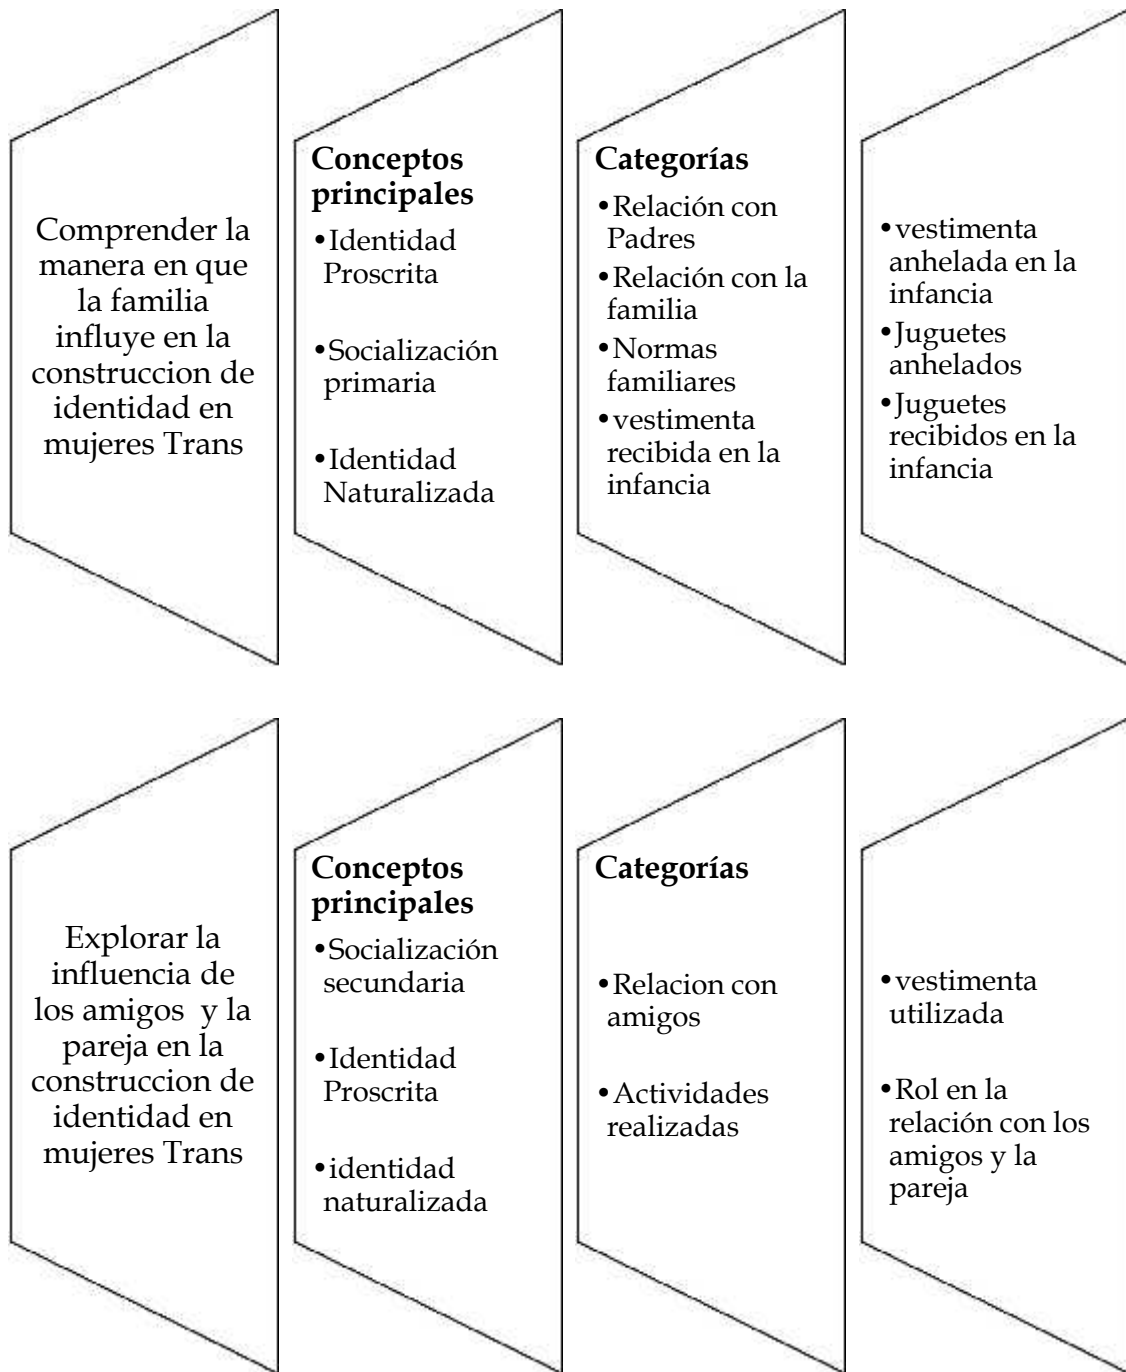 Comprender la
manera en que
la familia
influye en la
construccion de
identidad en
mujeres Trans
Conceptos
principales
•Identidad
Proscrita
•Socialización
primaria
•Identidad
Naturalizada
Categorías
•Relación con
Padres
•Relación con la
familia
•Normas
familiares
•vestimenta
recibida en la
infancia
•vestimenta
anhelada en la
infancia
•Juguetes
anhelados
•Juguetes
recibidos en la
infancia
Explorar la
influencia de
los amigos y la
pareja en la
construccion de
identidad en
mujeres Trans
Conceptos
principales
•Socialización
secundaria
•Identidad
Proscrita
•identidad
naturalizada
Categorías
•Relacion con
amigos
•Actividades
realizadas
•vestimenta
utilizada
•Rol en la
relación con los
amigos y la
pareja